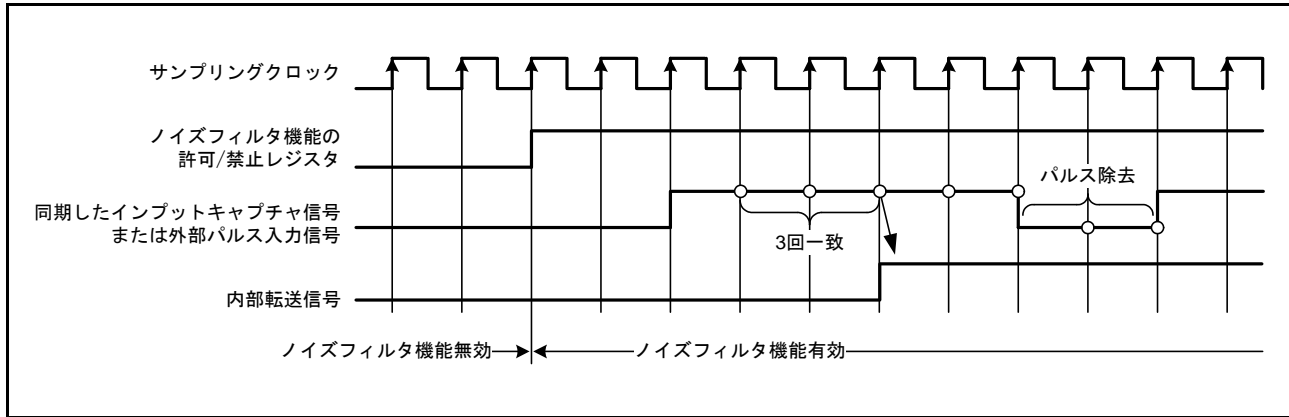 サンプリングクロック
ノイズフィルタ機能の
許可/禁止レジスタ
パルス除去
同期したインプットキャプチャ信号
または外部パルス入力信号
3回一致
内部転送信号
ノイズフィルタ機能無効
ノイズフィルタ機能有効